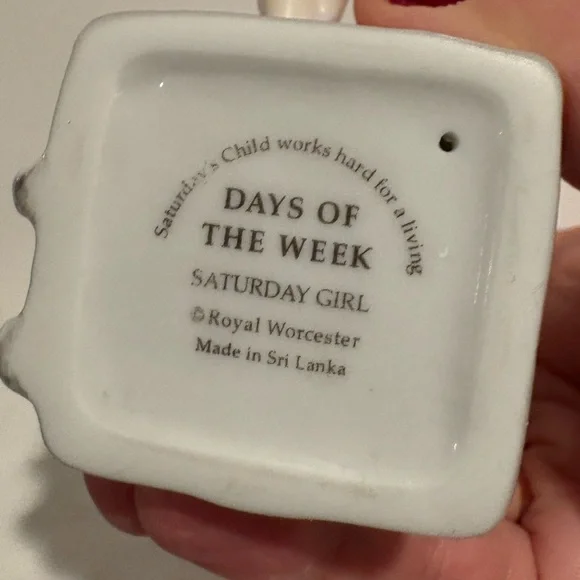 Saturday's Child works hard for a living
DAYS OF
THE WEEK
SATURDAY GIRL
© Royal Worcester
Made in Sri Lanka